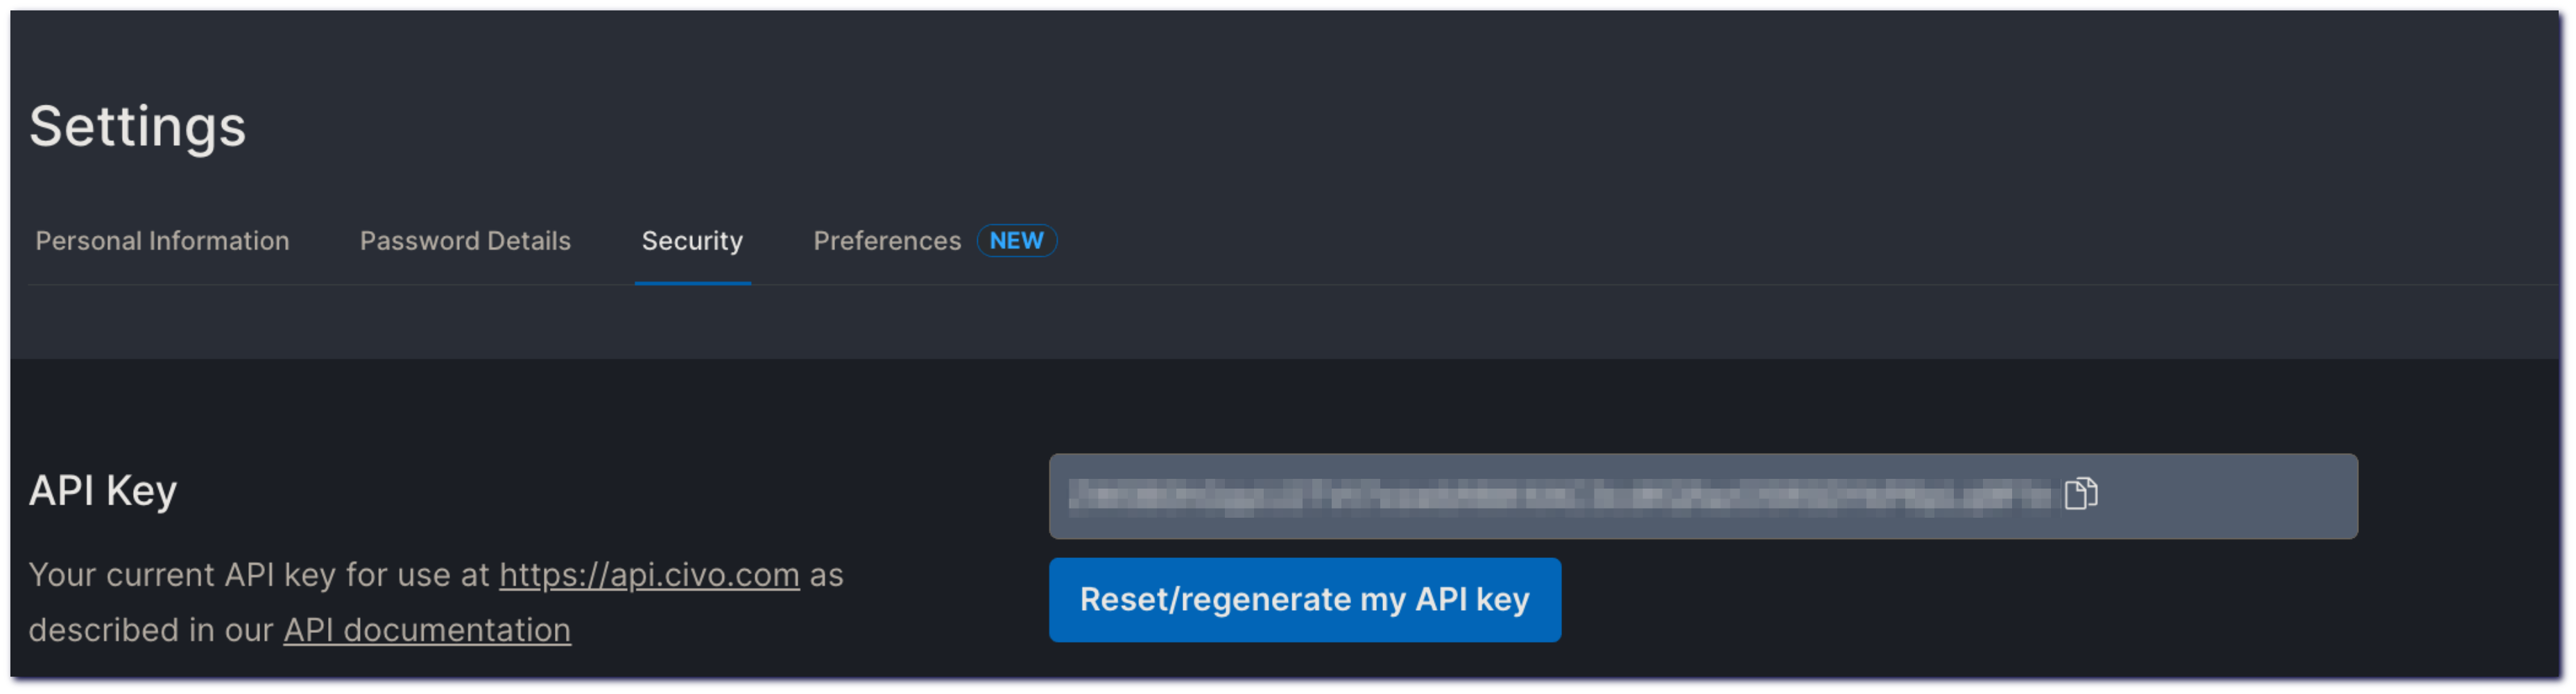 Settings
Personal Information Password Details Security Preferences NEW
API Key
Your current API key for use at https://api.civo.com as
described in our API documentation
Reset/regenerate my API key